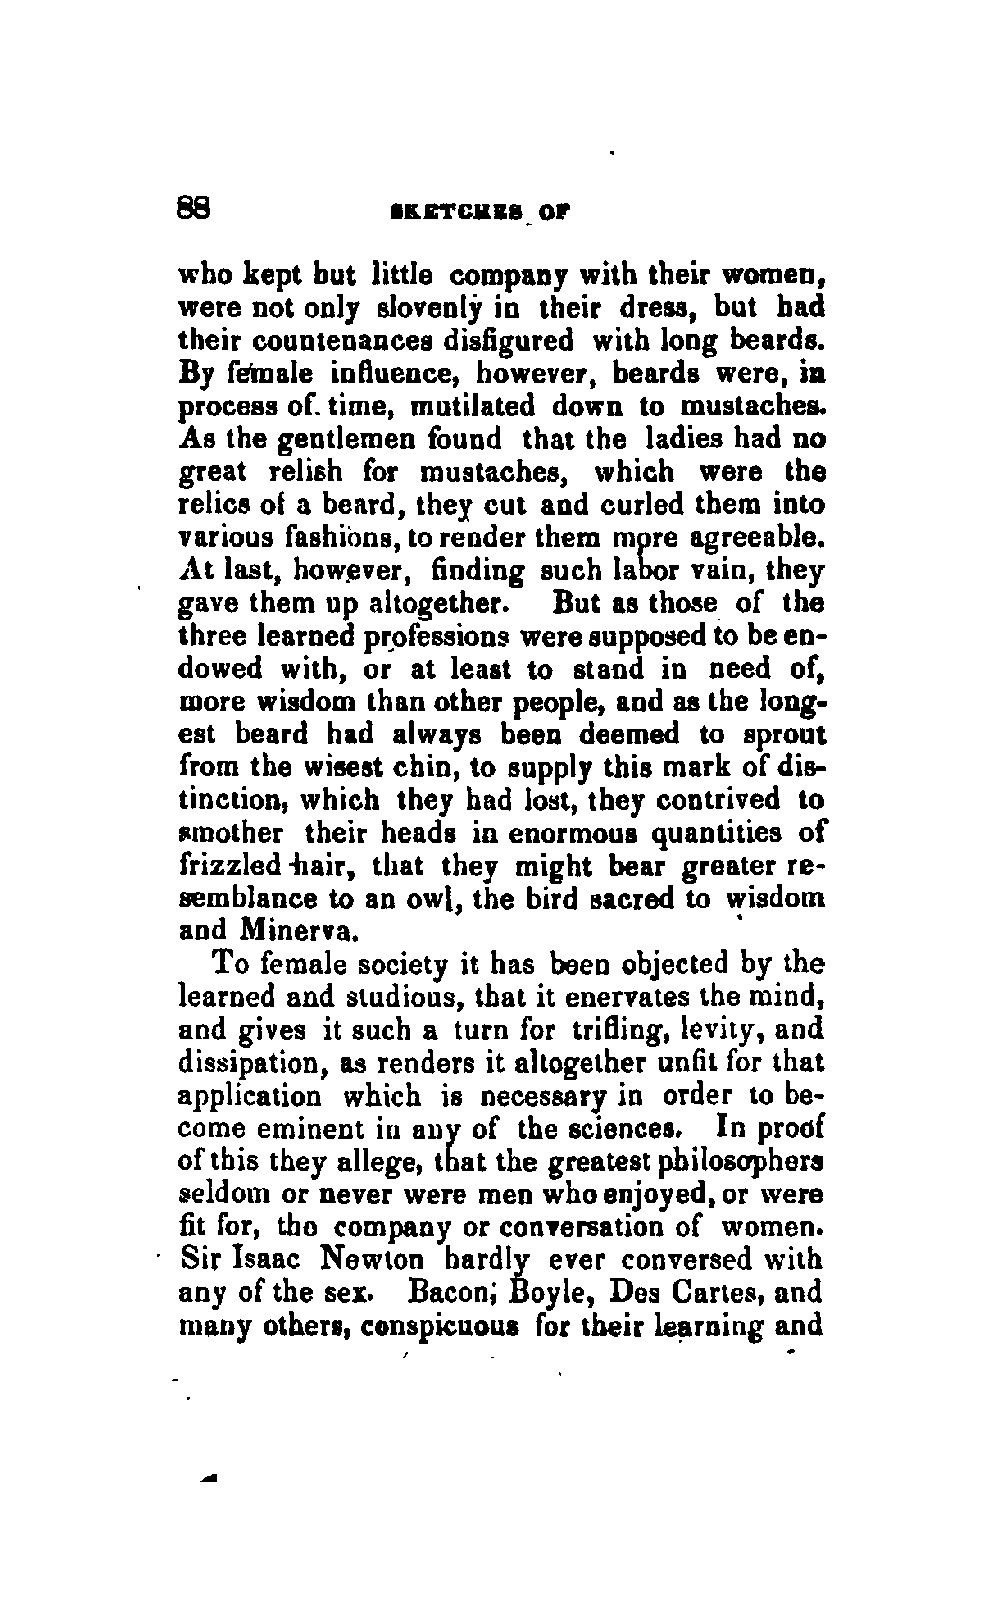 88 SKETCHES OF
who kept but little company with their women,
were not only slovenly in their dress, but had
their countenances disfigured with long beards.
By female influence, however, beards were, in
process of time, mutilated down to mustaches.
As the gentlemen found that the ladies had no
great relish for mustaches, which were the
relics of a beard, they cut and curled them into
various fashions, to render them more agreeable.
At last, however, finding such labor vain, they
gave them up altogether. But as those of the
three learned professions were supposed to be en-
dowed with, or at least to stand in need of,
more wisdom than other people, and as the long-
est beard had always been deemed to sprout
from the wisest chin, to supply this mark of dis-
tinction, which they had lost, they contrived to
smother their heads in enormous quantities of
frizzled hair, that they might bear greater re-
semblance to an owl, the bird sacred to wisdom
and Minerva.
To female society it has been objected by the
learned and studious, that it enervates the mind,
and gives it such a turn for trifling, levity, and
dissipation, as renders it altogether unfit for that
application which is necessary in order to be-
come eminent in any of the sciences. In proof
of this they allege, that the greatest philosophers
seldom or never were men who enjoyed, or were
fit for, the company or conversation of women.
Sir Isaac Newton hardly ever conversed with
any of the sex. Bacon; Boyle, Des Cartes, and
many others, conspicuous for their learning and